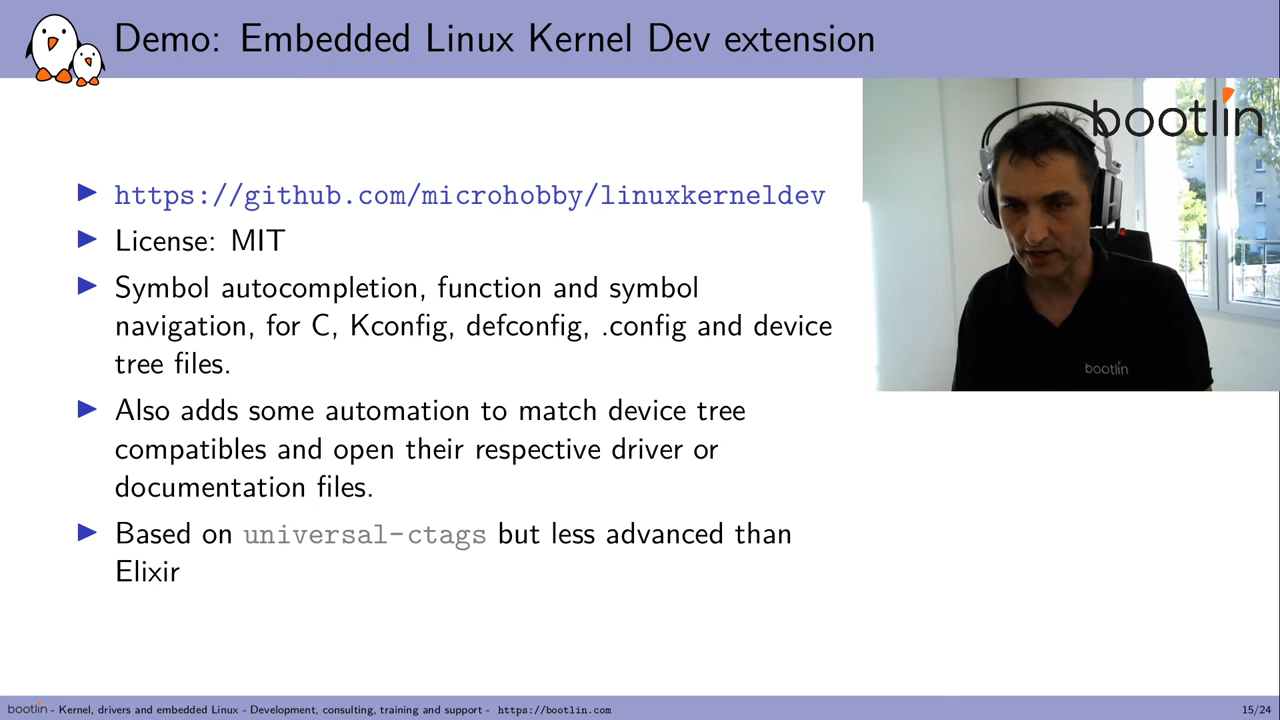 Demo: Embedded Linux Kernel Dev extension
https://github.com/microhobby/linuxkerneldev
License: MIT
Symbol autocompletion, function and symbol
navigation, for C, Kconfig, defconfig, .config and device
tree files.
Also adds some automation to match device tree
compatibles and open their respective driver or
documentation files.
Based on universal-ctags but less advanced than
Elixir
bootlin
bootlin
bootlin - Kernel, drivers and embedded Linux - Development, consulting, training and support - https://bootlin.com
15/24